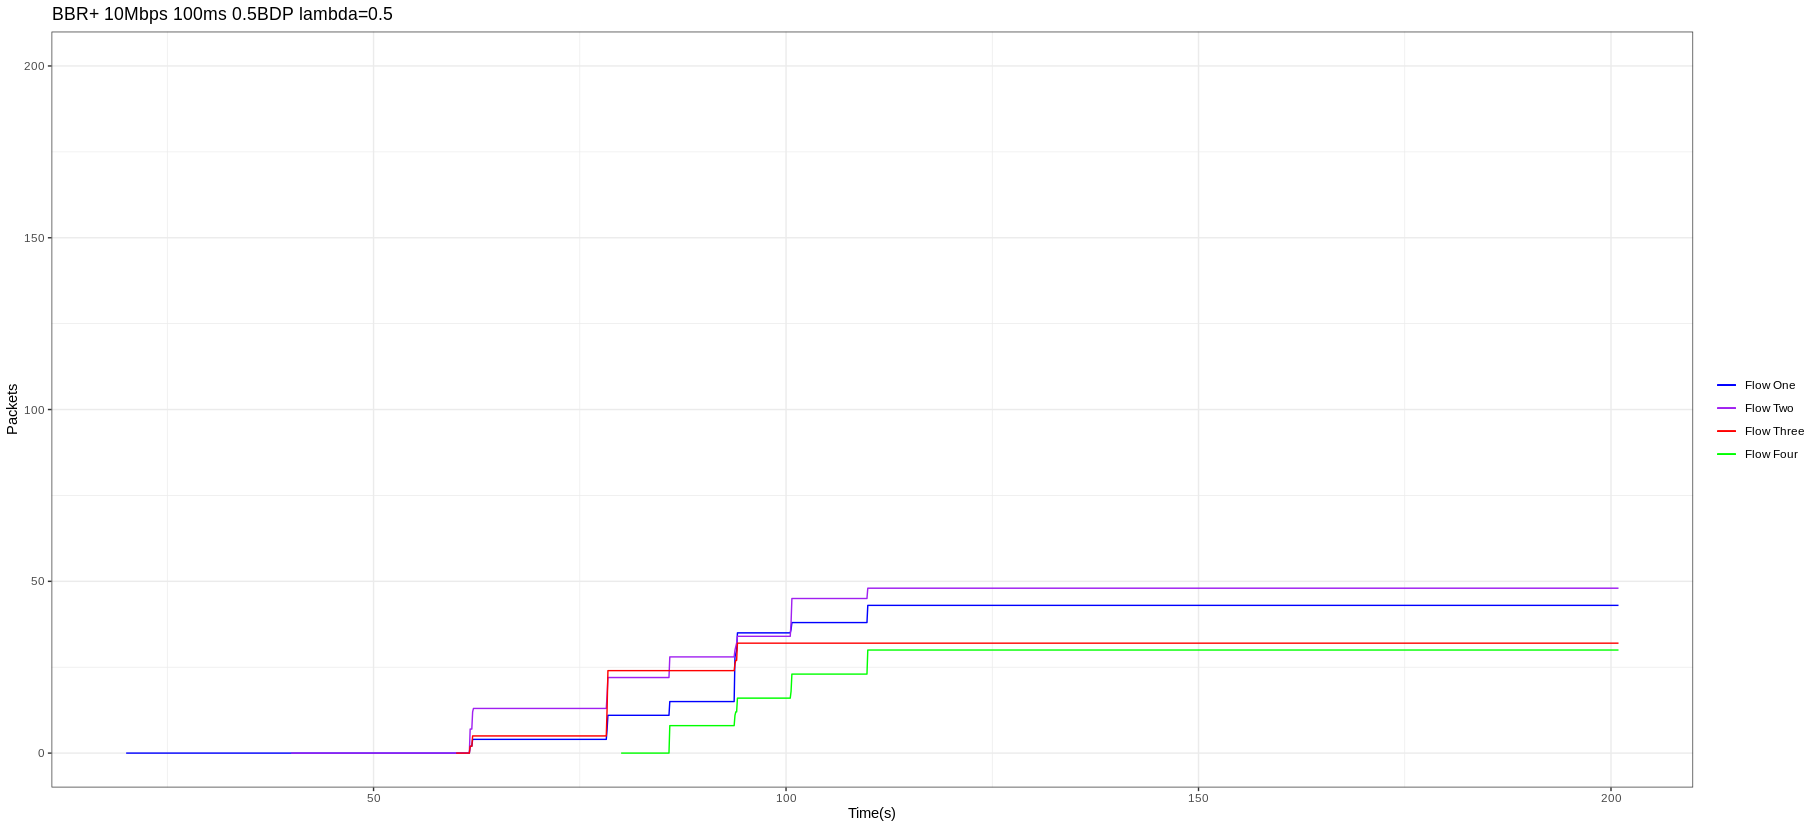 BBR+ 10Mbps 100ms 0.5BDP lambda=0.5
200
150
100
50
0
Packets
50
100
150
200
Time(s)
Flow One
Flow Two
Flow Three
Flow Four